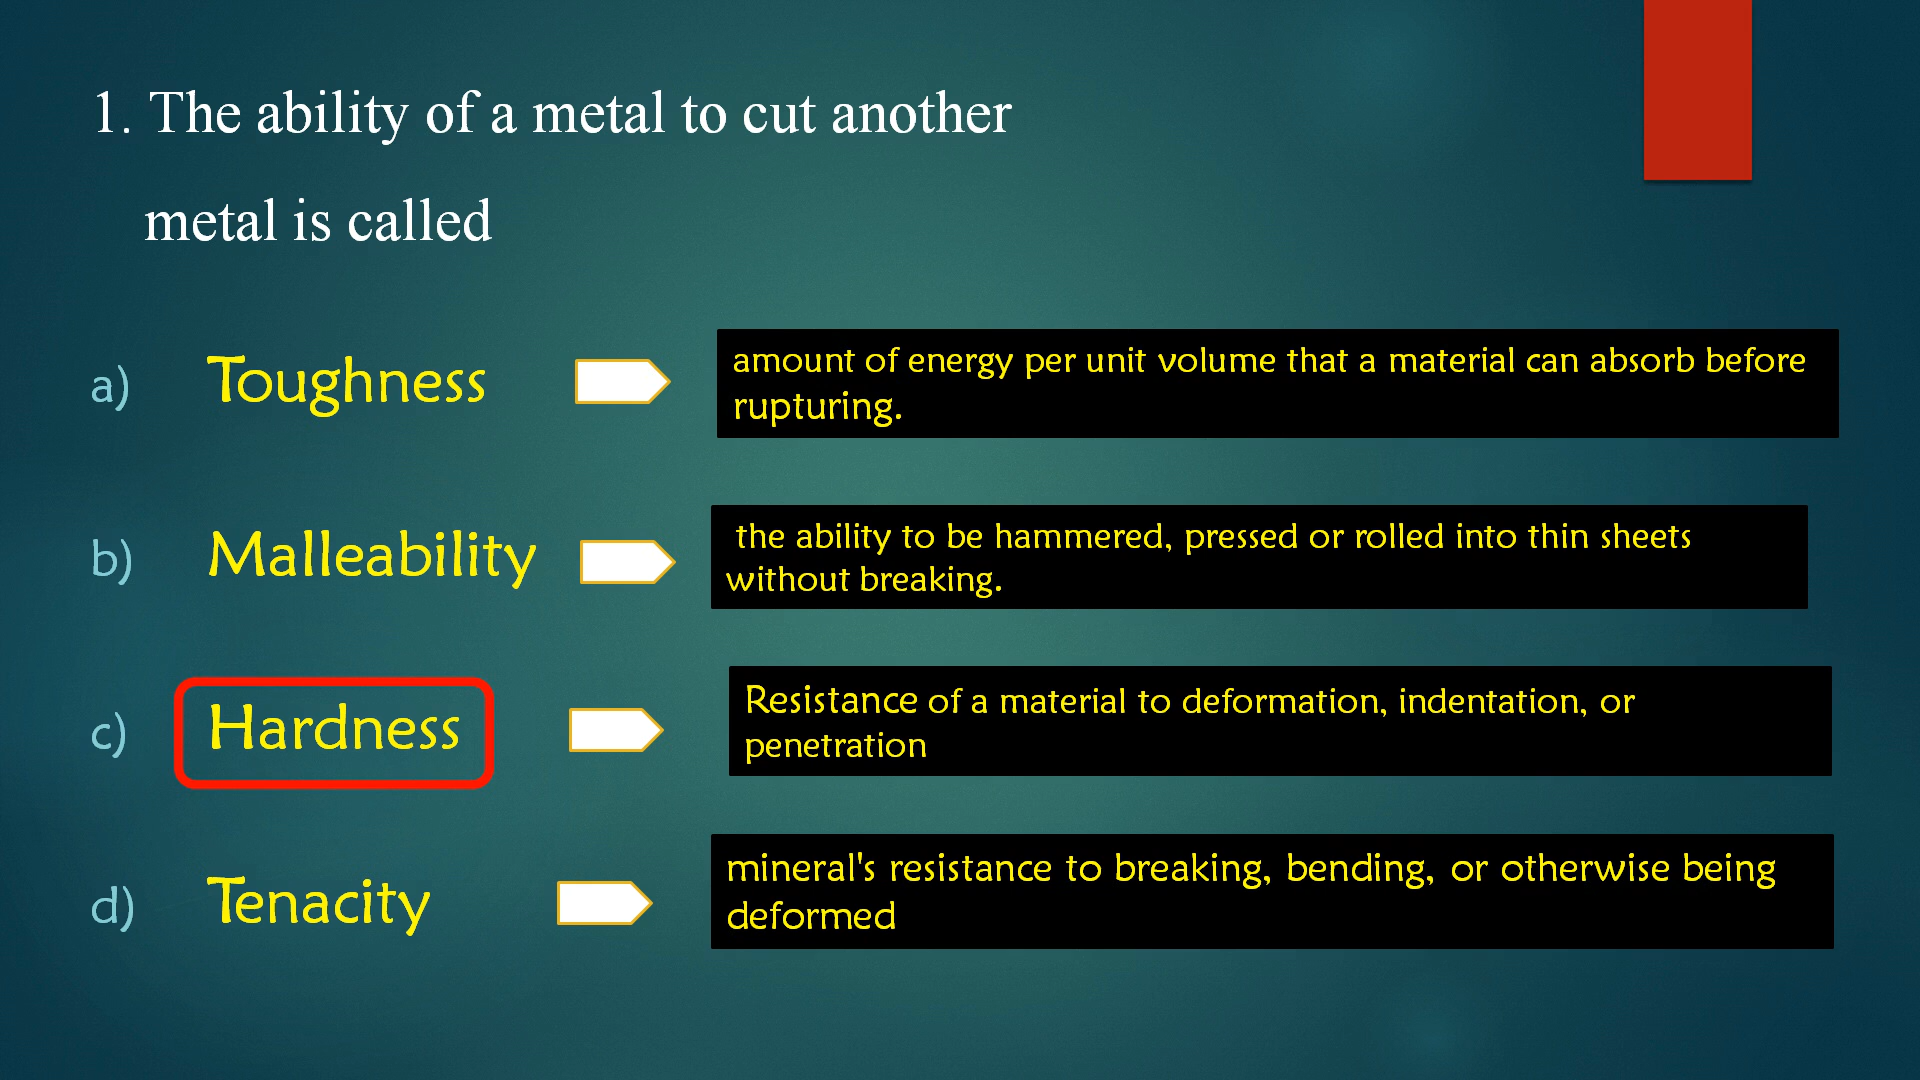 1. The ability of a metal to cut another
metal is called
a) Toughness
amount of energy per unit volume that a material can absorb before
rupturing.
b) Malleability
the ability to be hammered, pressed or rolled into thin sheets
without breaking.
c) Hardness
Resistance of a material to deformation, indentation, or
penetration
d) Tenacity
mineral's resistance to breaking, bending, or otherwise being
deformed